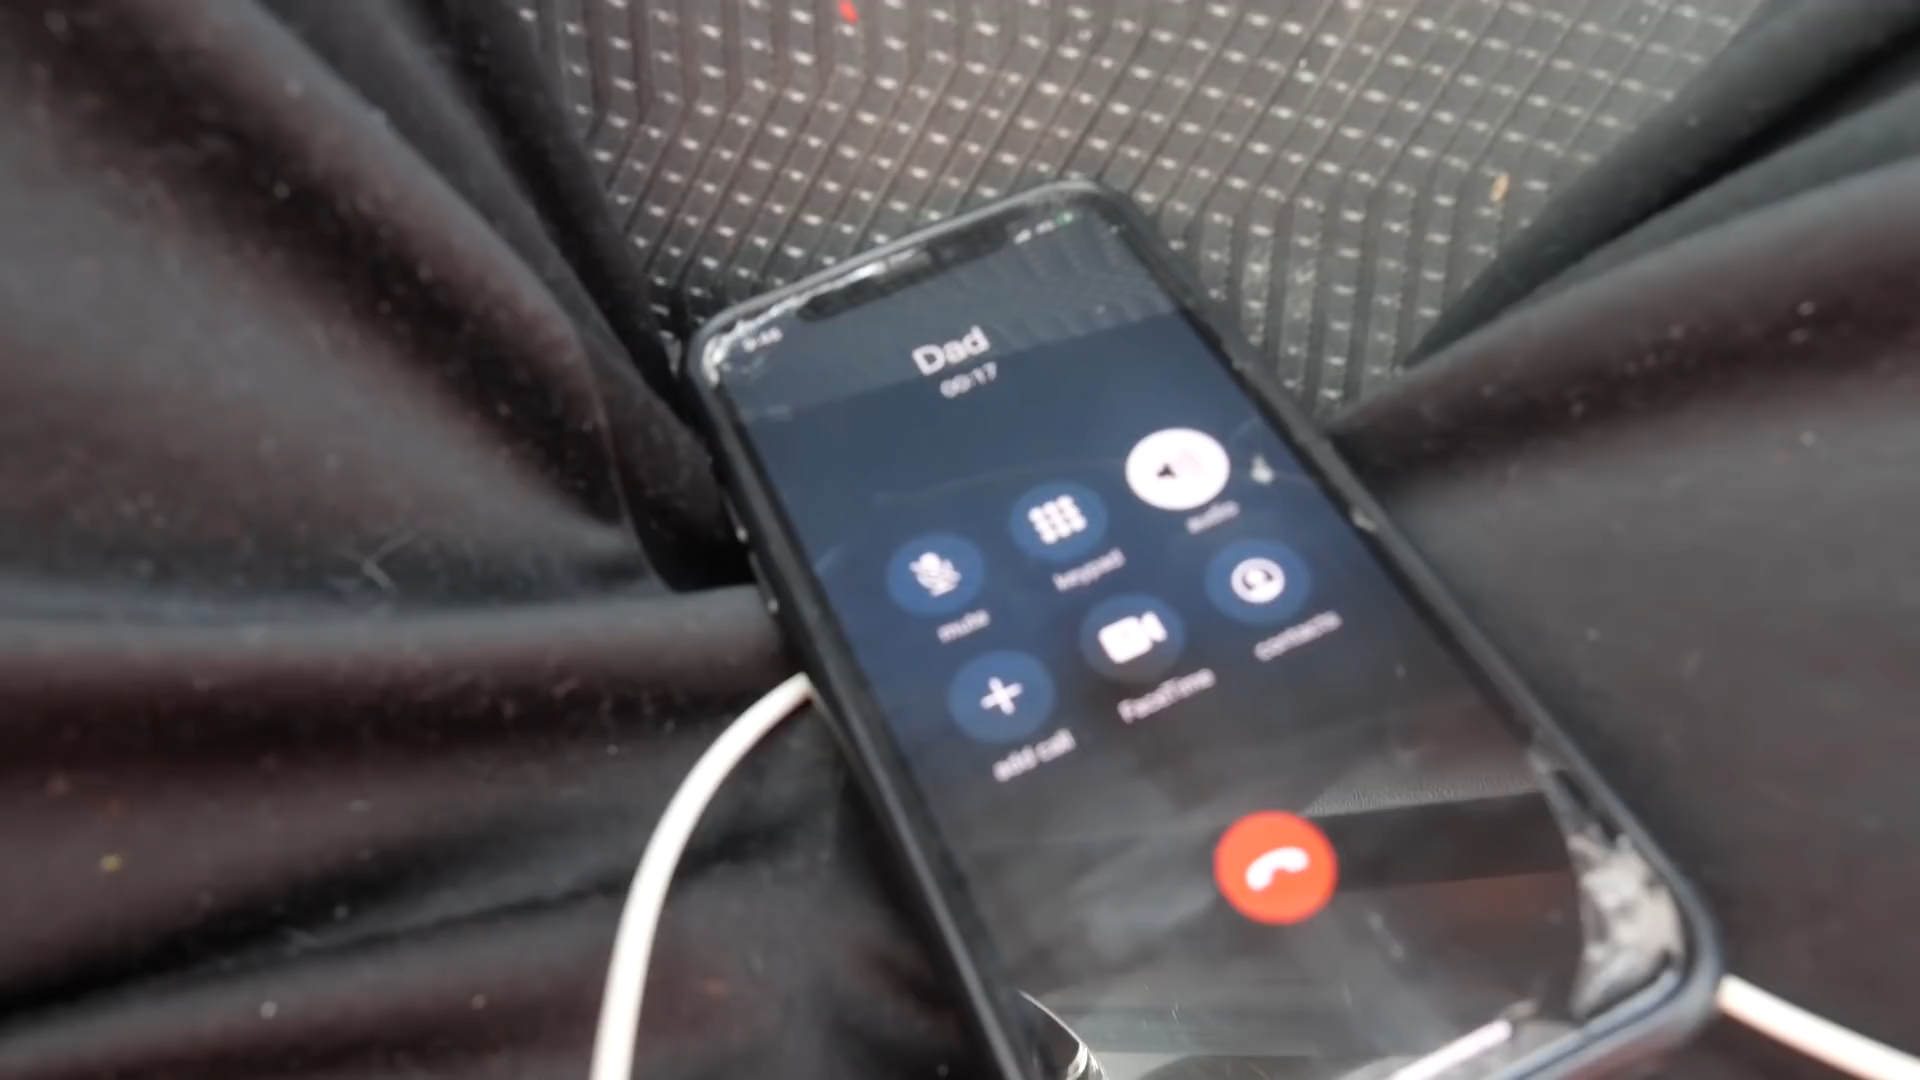 Dad
00:17
mute
keypad
audio
add call
FaceTime
contacts